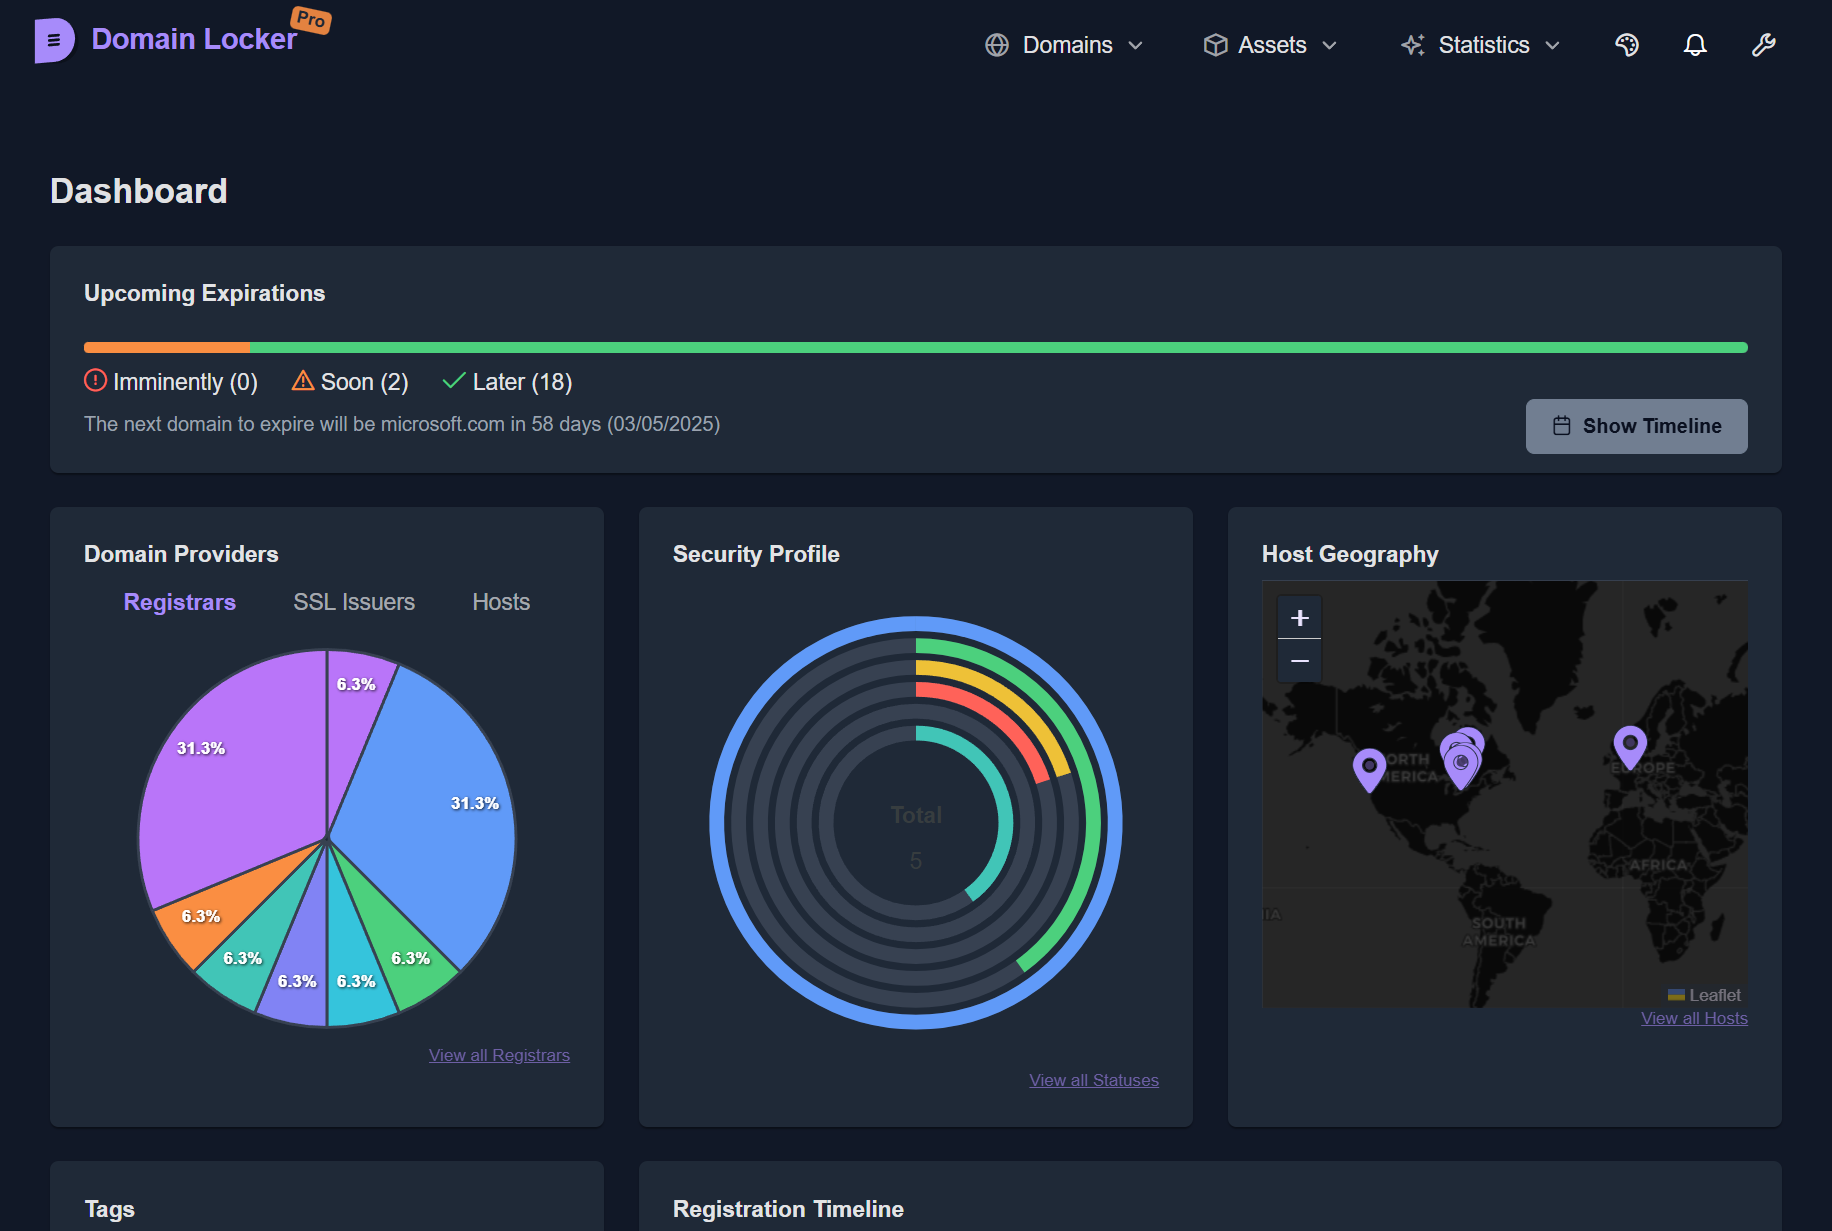 Domain Locker
Pro
Domains
Assets
Statistics
Dashboard
Upcoming Expirations
Imminently (0)
Soon (2)
Later (18)
The next domain to expire will be microsoft.com in 58 days (03/05/2025)
Show Timeline
Domain Providers
Registrars
SSL Issuers
Hosts
6.3%
31.3%
31.3%
6.3%
6.3%
6.3%
6.3%
6.3%
View all Registrars
Security Profile
Total
5
View all Statuses
Host Geography
+
−
ORTH
MERICA
EUROPE
AFRICA
IA
SOUTH
AMERICA
Leaflet
View all Hosts
Tags
Registration Timeline